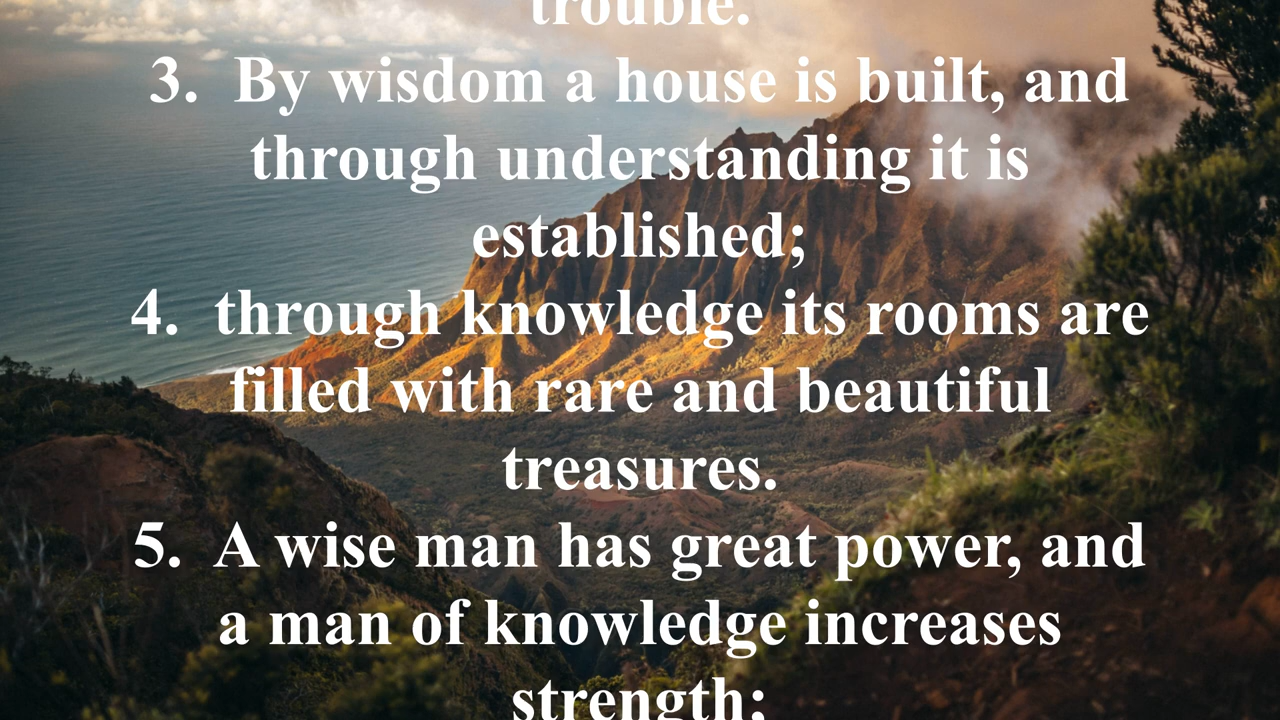 trouble.
3. By wisdom a house is built, and
through understanding it is
established;
4. through knowledge its rooms are
filled with rare and beautiful
treasures.
5. A wise man has great power, and
a man of knowledge increases
strength;